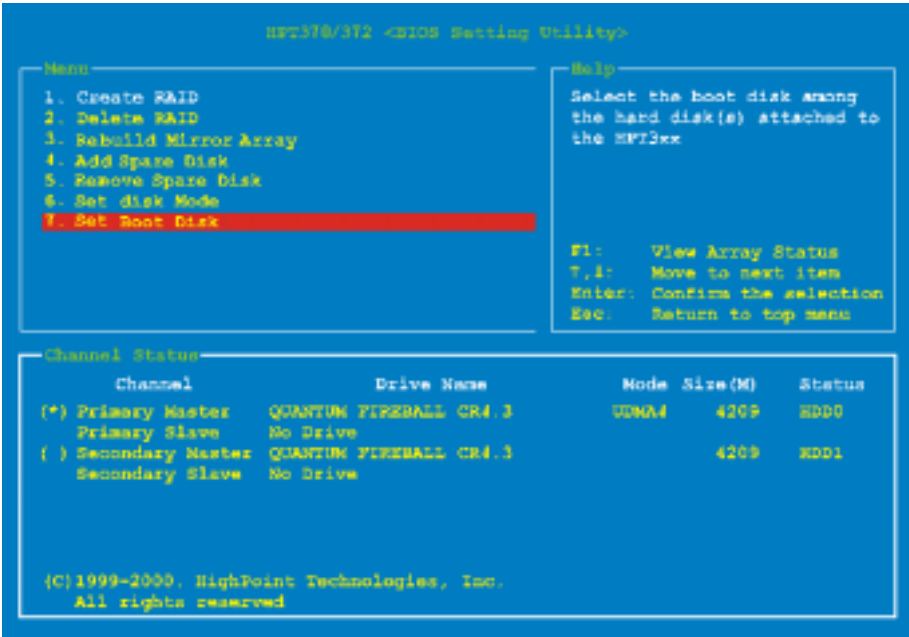 HPT370/372 <BIOS Setting Utility>
Menu
1. Create RAID
2. Delete RAID
3. Rebuild Mirror Array
4. Add Spare Disk
5. Remove Spare Disk
6. Set disk Mode
7. Set Boot Disk
Help
Select the boot disk among
the hard disk(s) attached to
the HPT3xx
F1: View Array Status
↑,↓: Move to next item
Enter: Confirm the selection
Esc: Return to top menu
Channel Status
Channel Drive Name Mode Size(M) Status
(*) Primary Master QUANTUM FIREBALL CR4.3 UDMA4 4209 HDD0
Primary Slave No Drive
( ) Secondary Master QUANTUM FIREBALL CR4.3 4209 HDD1
Secondary Slave No Drive
(C)1999-2000. HighPoint Technologies, Inc.
All rights reserved